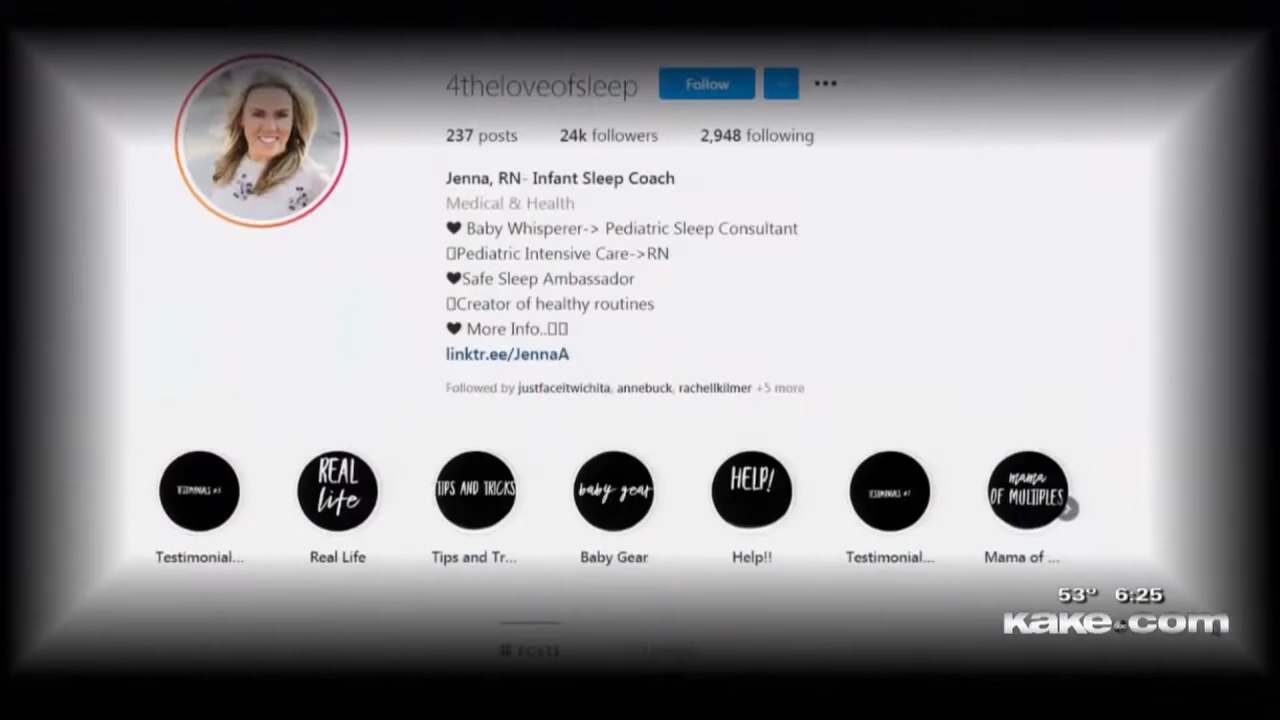 4theloveofsleep Follow
237 posts 24k followers 2,948 following
Jenna, RN- Infant Sleep Coach
Medical & Health
♥ Baby Whisperer-> Pediatric Sleep Consultant
▯Pediatric Intensive Care->RN
♥Safe Sleep Ambassador
▯Creator of healthy routines
♥ More Info..▯▯
linktr.ee/JennaA
Followed by justfaceitwichita, annebuck, rachellkilmer +5 more
REAL
life
TIPS AND TRICKS
baby gear
HELP!
mama
OF MULTIPLES
Testimonial... Real Life Tips and Tr... Baby Gear Help!! Testimonial... Mama of ...
53° 6:25
kake.com
POSTS